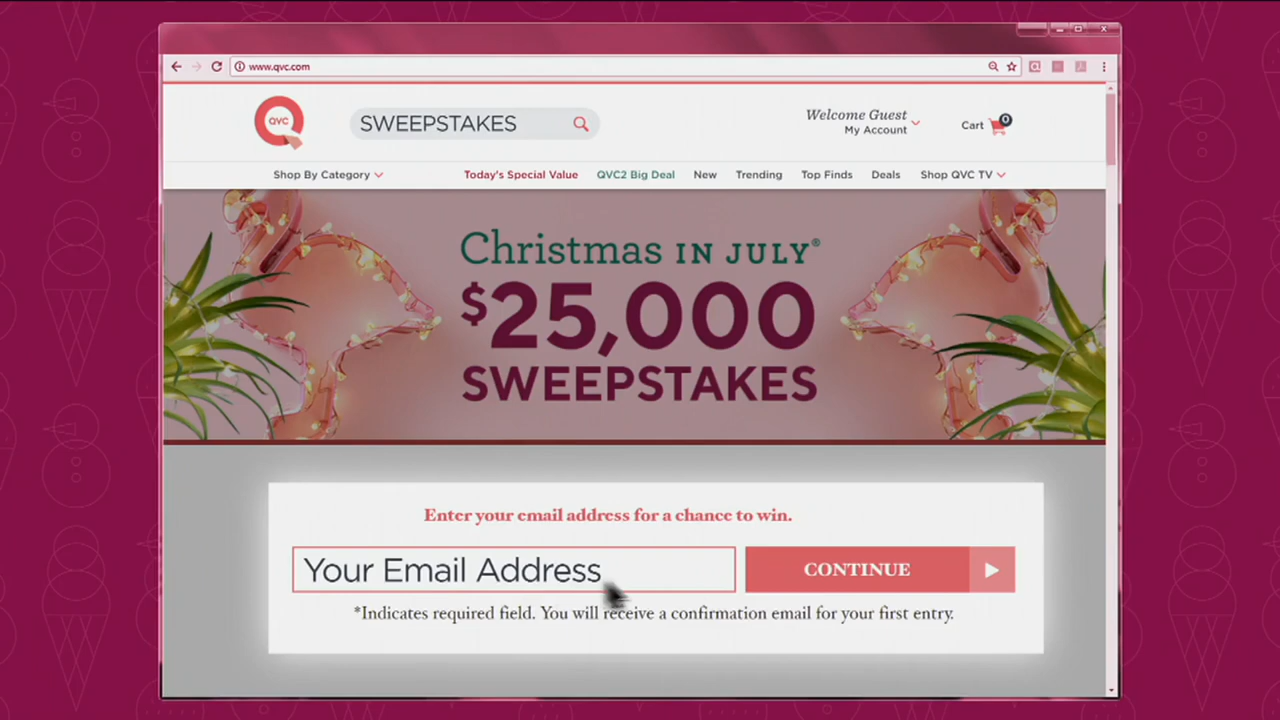 www.qvc.com
QVC
SWEEPSTAKES
Welcome Guest
My Account
Cart
0
Shop By Category
Today's Special Value
QVC2 Big Deal
New
Trending
Top Finds
Deals
Shop QVC TV
Christmas IN JULY®
$25,000
SWEEPSTAKES
Enter your email address for a chance to win.
Your Email Address
CONTINUE
*Indicates required field. You will receive a confirmation email for your first entry.